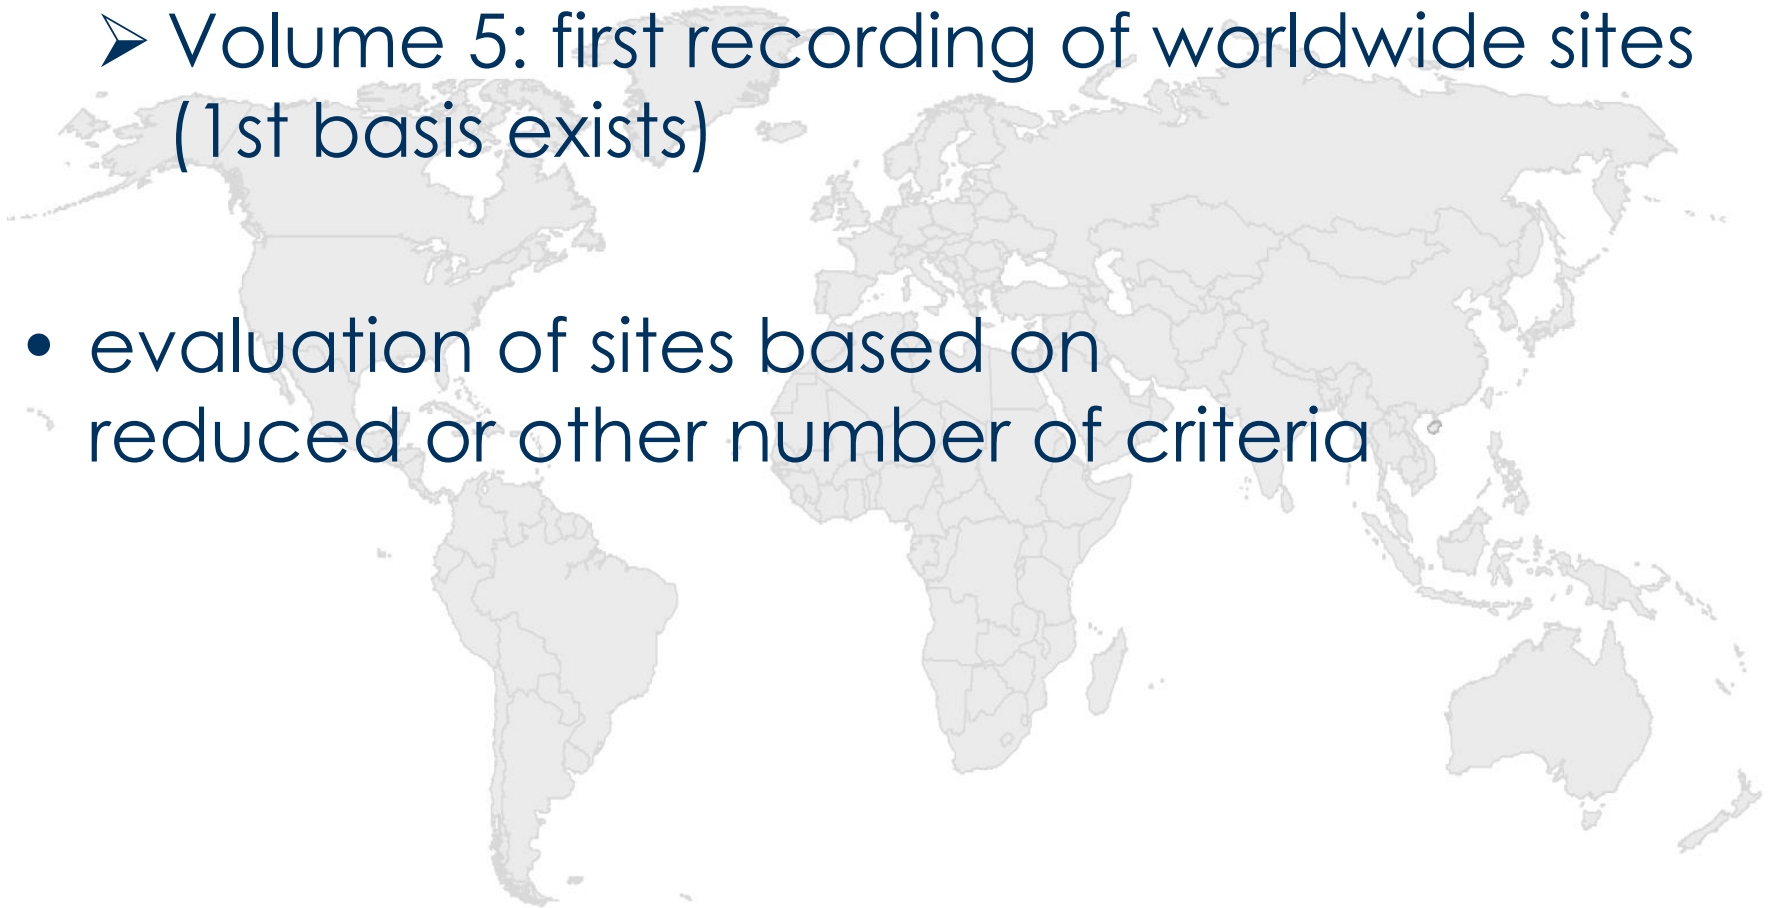 ➢ Volume 5: first recording of worldwide sites
(1st basis exists)
• evaluation of sites based on
reduced or other number of criteria